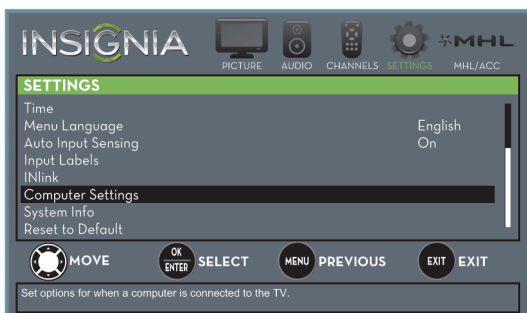 INSIGNIA
PICTURE AUDIO CHANNELS SETTINGS MHL/ACC
MHL
SETTINGS
Time
Menu Language English
Auto Input Sensing On
Input Labels
INlink
Computer Settings
System Info
Reset to Default
MOVE OK ENTER SELECT MENU PREVIOUS EXIT EXIT
Set options for when a computer is connected to the TV.